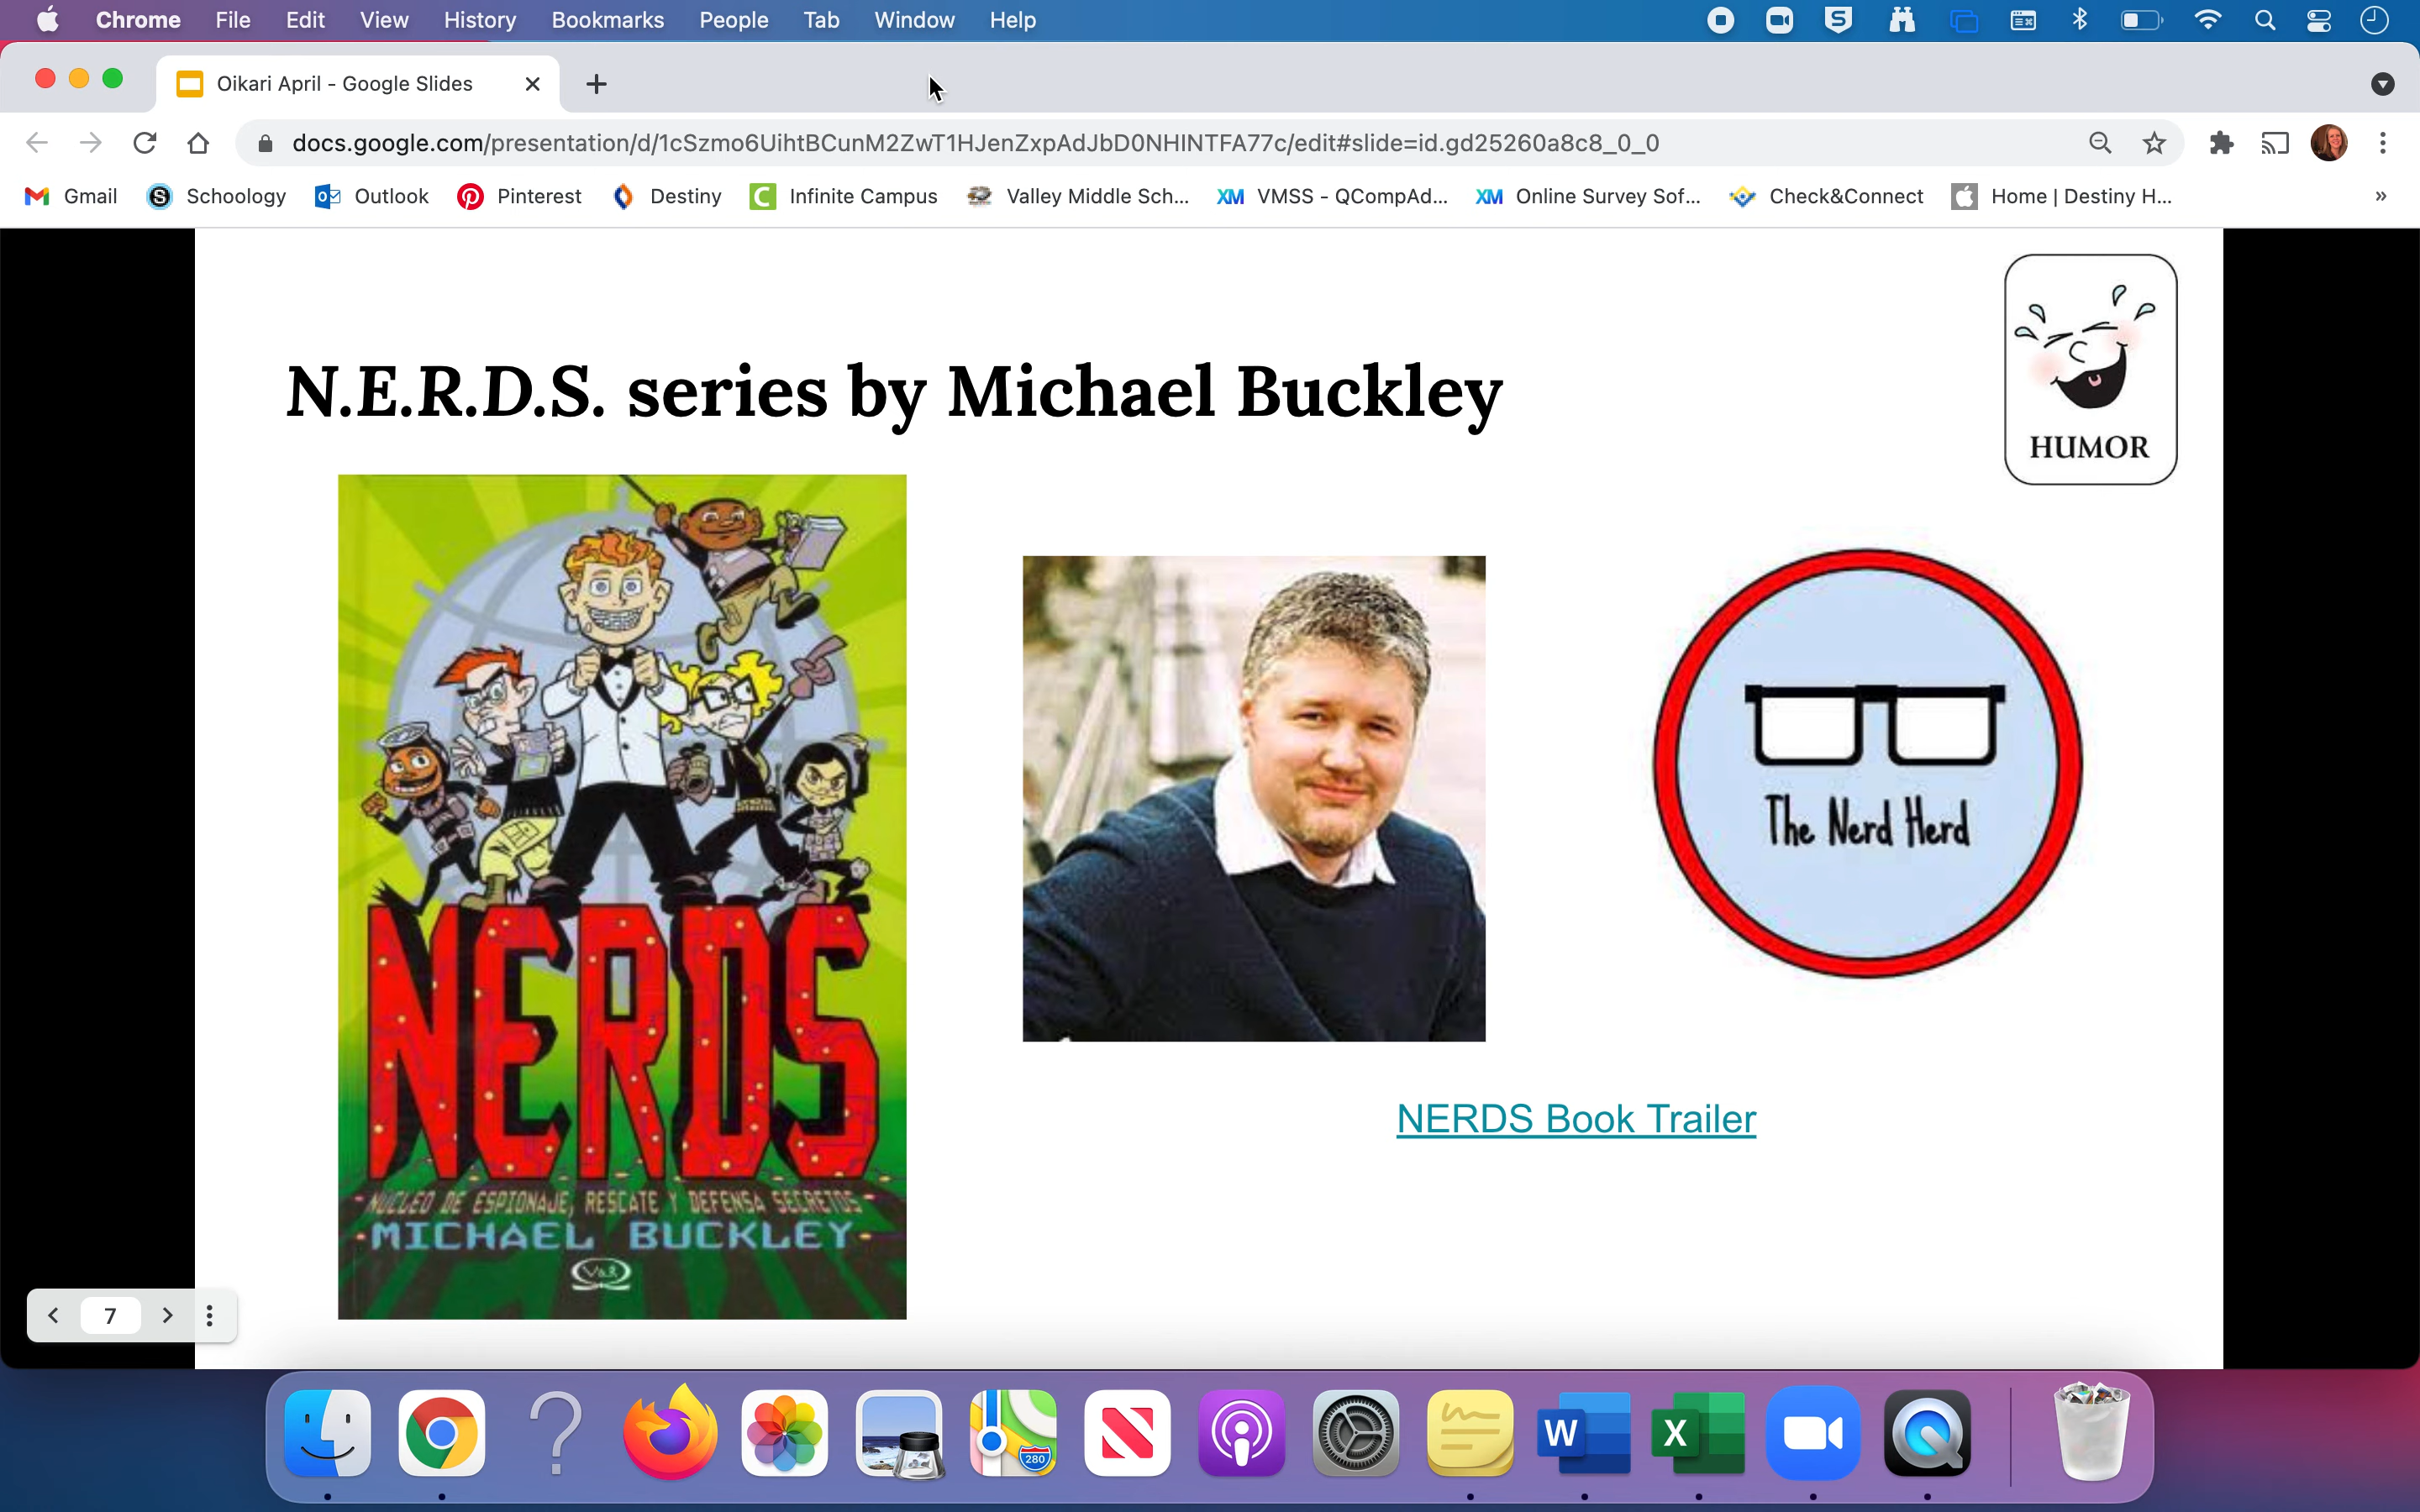 Chrome File Edit View History Bookmarks People Tab Window Help
Oikari April - Google Slides
docs.google.com/presentation/d/1cSzmo6UihtBCunM2ZwT1HJenZxpAdJbD0NHINTFA77c/edit#slide=id.gd25260a8c8_0_0
Gmail Schoology Outlook Pinterest Destiny Infinite Campus Valley Middle Sch... VMSS - QCompAd... Online Survey Sof... Check&Connect Home | Destiny H... »
N.E.R.D.S. series by Michael Buckley
HUMOR
The Nerd Herd
NERDS
NUCLEO DE ESPIONAJE, RESCATE Y DEFENSA SECRETOS
MICHAEL BUCKLEY
V&R
NERDS Book Trailer
7
280